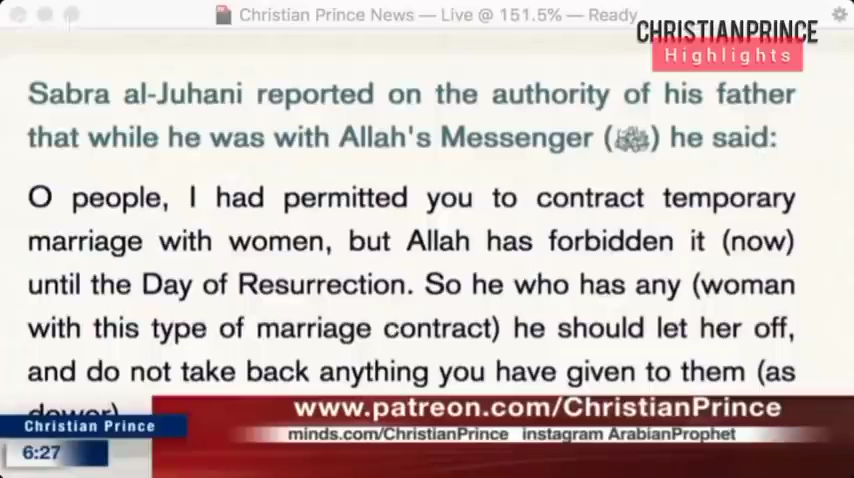 Christian Prince News — Live @ 151.5% — Ready
CHRISTIANPRINCE
Highlights
Sabra al-Juhani reported on the authority of his father
that while he was with Allah's Messenger (ﷺ) he said:
O people, I had permitted you to contract temporary
marriage with women, but Allah has forbidden it (now)
until the Day of Resurrection. So he who has any (woman
with this type of marriage contract) he should let her off,
and do not take back anything you have given to them (as
dower)
www.patreon.com/ChristianPrince
Christian Prince
minds.com/ChristianPrince instagram ArabianProphet
6:27